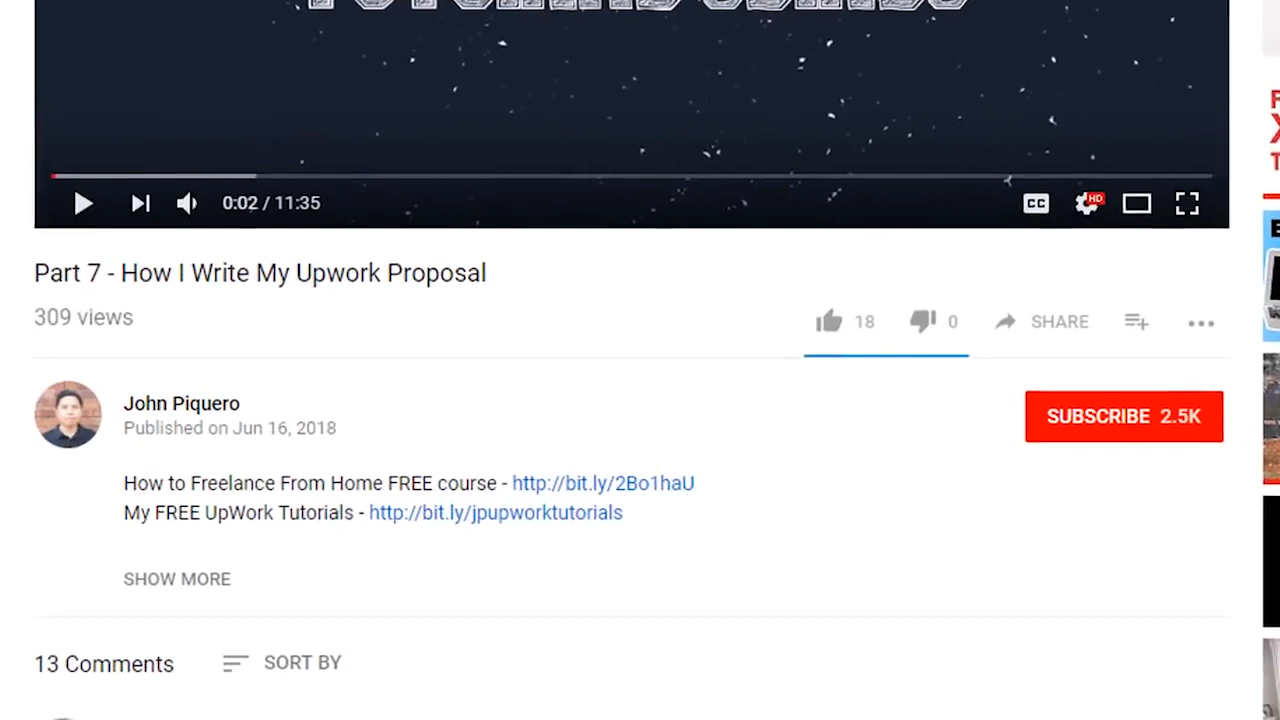 0:02 / 11:35
CC
HD
Part 7 - How I Write My Upwork Proposal
309 views
18
0
SHARE
John Piquero
Published on Jun 16, 2018
SUBSCRIBE 2.5K
How to Freelance From Home FREE course - http://bit.ly/2Bo1haU
My FREE UpWork Tutorials - http://bit.ly/jpupworktutorials
SHOW MORE
13 Comments
SORT BY